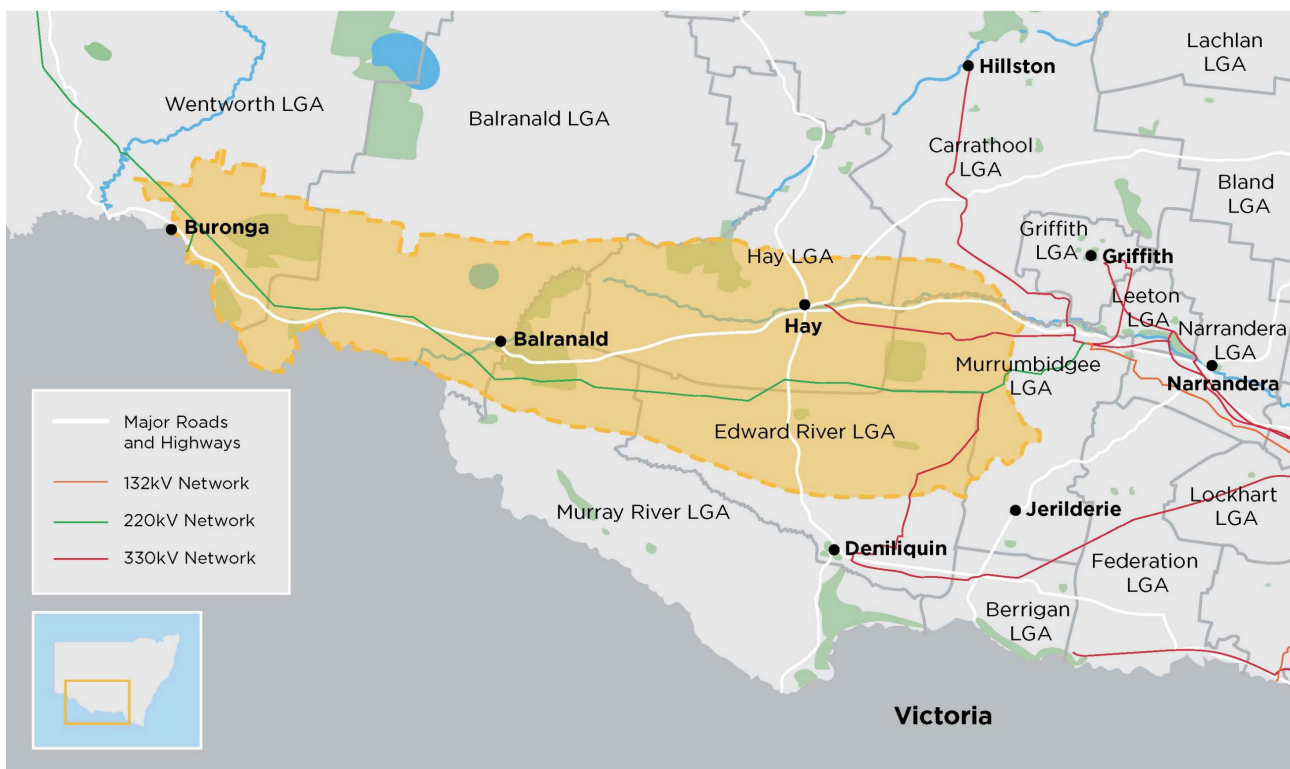 Lachlan
LGA
Hillston
Wentworth LGA
Balranald LGA
Carrathool
LGA
Bland
LGA
Buronga
Griffith
LGA
Griffith
Hay LGA
Leeton
LGA
Hay
Balranald
Narrandera
LGA
Murrumbidgee
LGA
Narrandera
Edward River LGA
Major Roads
and Highways
132kV Network
220kV Network
330kV Network
Murray River LGA
Jerilderie
Lockhart
LGA
Deniliquin
Federation
LGA
Berrigan
LGA
Victoria